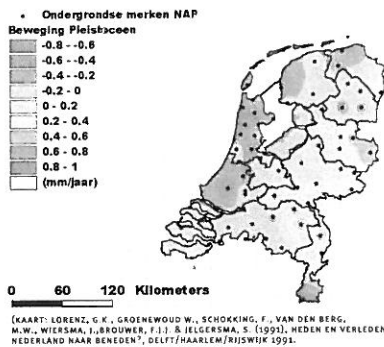 • Ondergrondse merken NAP
Beweging Pleistoceen
-0.8 - -0.6
-0.6 - -0.4
-0.4 - -0.2
-0.2 - 0
0 - 0.2
0.2 - 0.4
0.4 - 0.6
0.6 - 0.8
0.8 - 1
(mm/jaar)
0 60 120 Kilometers
(KAART: LORENZ, G.K., GROENEWOUD W., SCHOKKING, F., VAN DEN BERG,
M.W., WIERSMA, J., BROUWER, F.J.J. & JELGERSMA, S. (1991), HEDEN EN VERLEDEN
NEDERLAND NAAR BENEDEN?, DELFT/HAARLEM/RIJSWIJK 1991.